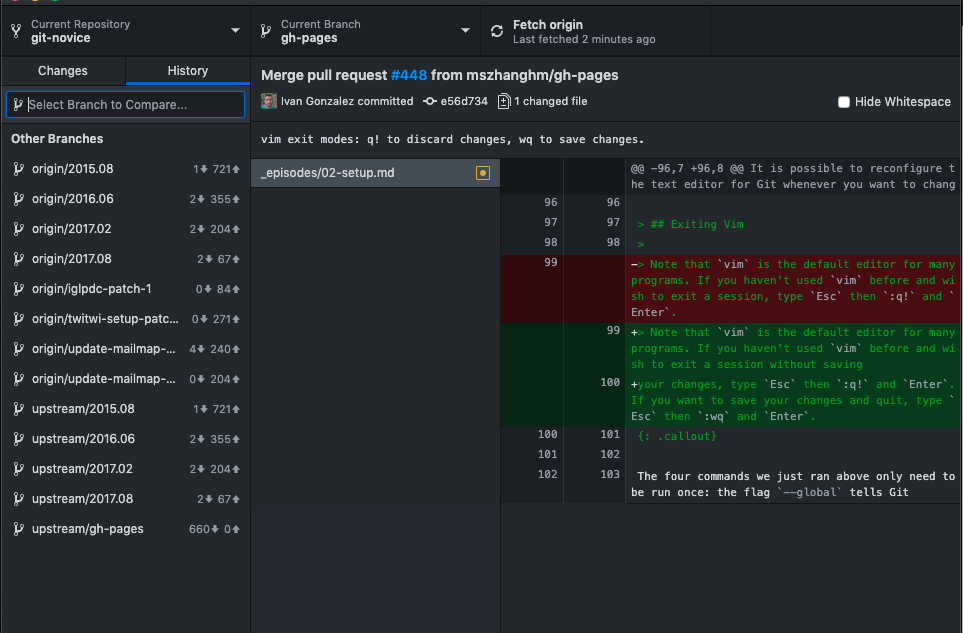 Current Repository
git-novice
Current Branch
gh-pages
Fetch origin
Last fetched 2 minutes ago
Changes
History
Select Branch to Compare...
Other Branches
origin/2015.08 1 721
origin/2016.06 2 355
origin/2017.02 2 204
origin/2017.08 2 67
origin/iglpdc-patch-1 0 84
origin/twitwi-setup-patc... 0 271
origin/update-mailmap-... 4 240
origin/update-mailmap-... 0 204
upstream/2015.08 1 721
upstream/2016.06 2 355
upstream/2017.02 2 204
upstream/2017.08 2 67
upstream/gh-pages 660 0
Merge pull request #448 from mszhanghm/gh-pages
Ivan Gonzalez committed e56d734 1 changed file
Hide Whitespace
vim exit modes: q! to discard changes, wq to save changes.
_episodes/02-setup.md
@@ -96,7 +96,8 @@ It is possible to reconfigure t
he text editor for Git whenever you want to chang
96 96
97 97 > ## Exiting Vim
98 98 >
99 -> Note that `vim` is the default editor for many
programs. If you haven't used `vim` before and wi
sh to exit a session, type `Esc` then `:q!` and `
Enter`.
99 +> Note that `vim` is the default editor for many
programs. If you haven't used `vim` before and wi
sh to exit a session without saving
100 +your changes, type `Esc` then `:q!` and `Enter`.
If you want to save your changes and quit, type `
Esc` then `:wq` and `Enter`.
100 101 {: .callout}
101 102
102 103 The four commands we just ran above only need to
be run once: the flag `--global` tells Git